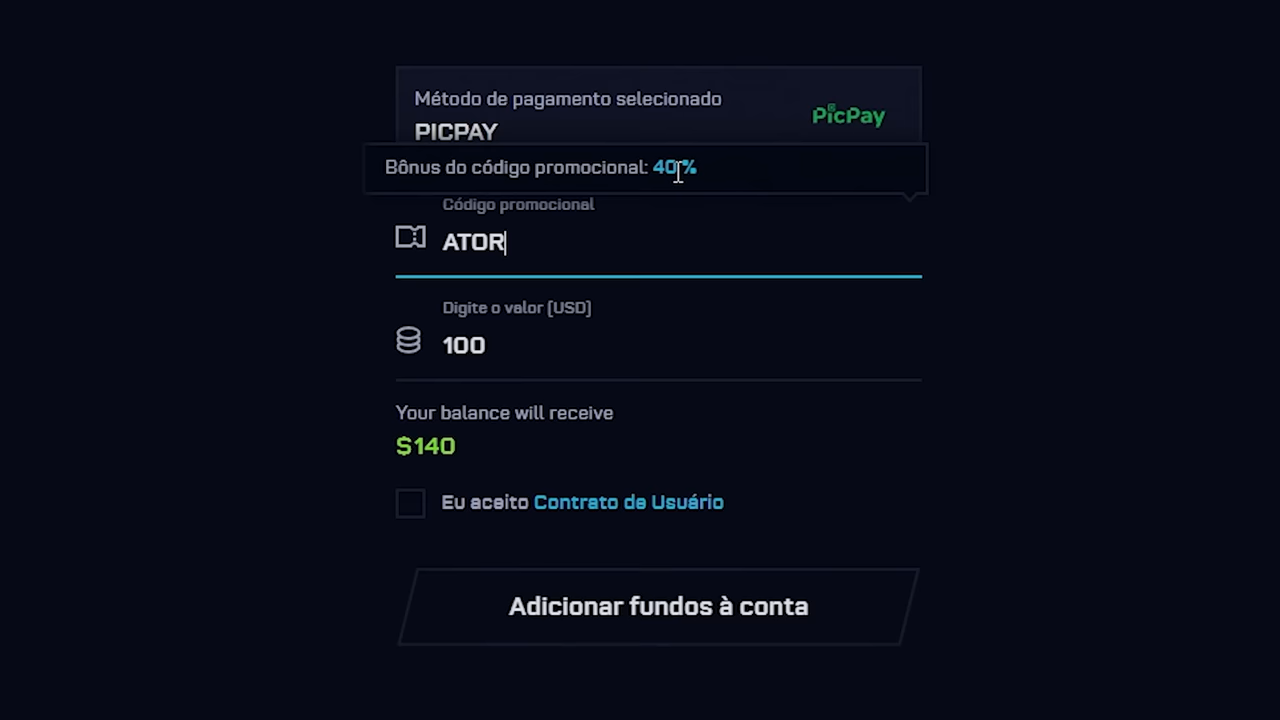 Método de pagamento selecionado
PICPAY
PicPay
Bônus do código promocional: 40%
Código promocional
ATOR
Digite o valor (USD)
100
Your balance will receive
$140
Eu aceito Contrato de Usuário
Adicionar fundos à conta